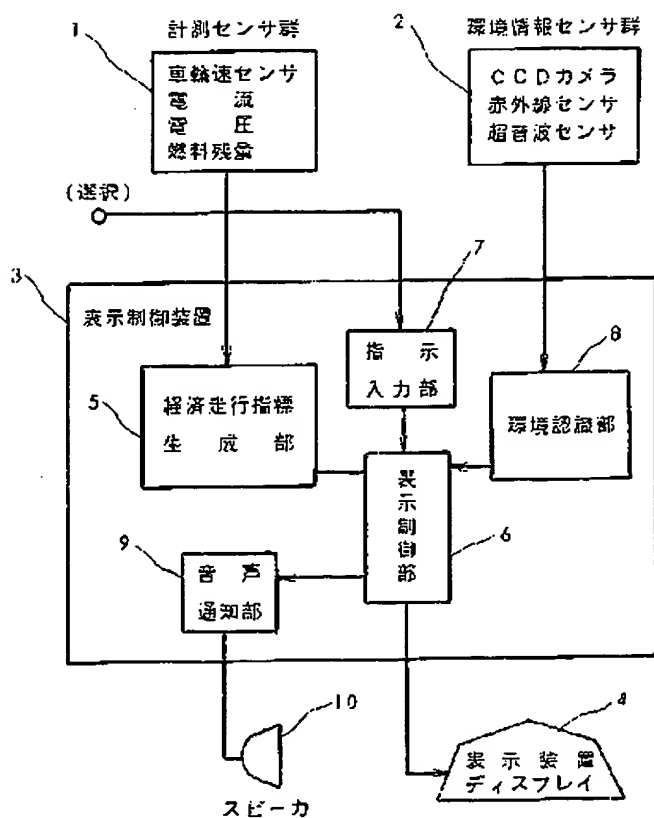 1
計測センサ群
車輪速センサ
電流
電圧
燃料残量
2
環境情報センサ群
CCDカメラ
赤外線センサ
超音波センサ
(選択)
3
表示制御装置
7
指示
入力部
8
環境認識部
5
経済走行指標
生成部
表示制御部
6
9
音声
通知部
10
スピーカ
4
表示装置
ディスプレイ